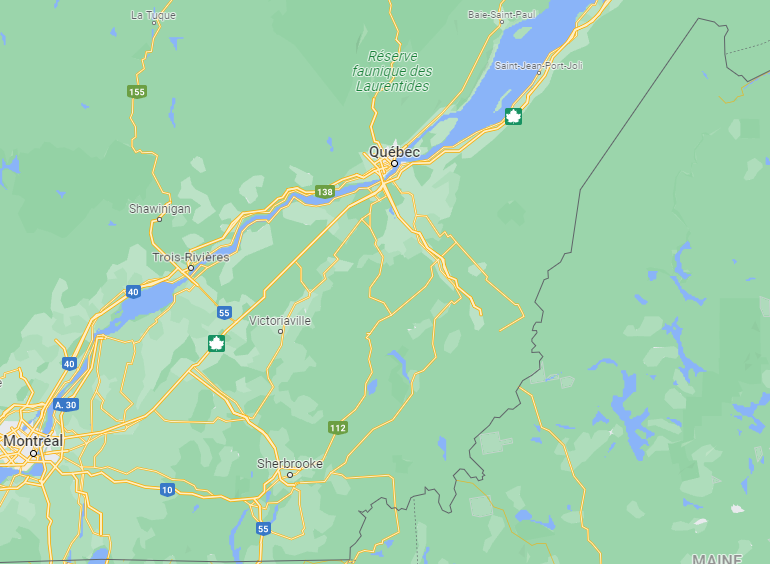 La Tuque
Baie-Saint-Paul
Réserve
faunique des
Laurentides
Saint-Jean-Port-Joli
155
Québec
138
Shawinigan
Trois-Rivières
40
55
Victoriaville
40
A. 30
112
Montréal
Sherbrooke
10
55
MAINE